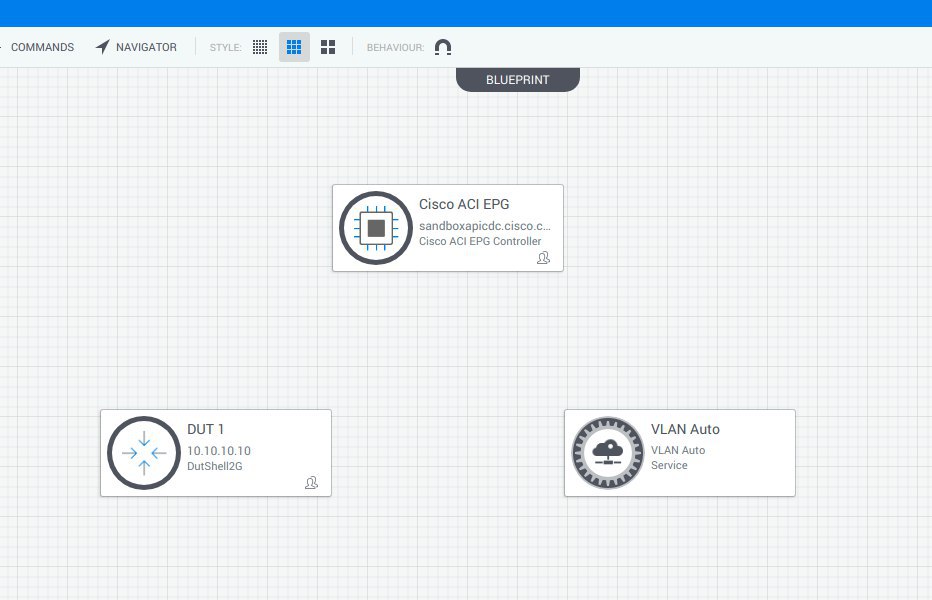 COMMANDS NAVIGATOR STYLE: BEHAVIOUR:
BLUEPRINT
Cisco ACI EPG
sandboxapicdc.cisco.c...
Cisco ACI EPG Controller
DUT 1
10.10.10.10
DutShell2G
VLAN Auto
VLAN Auto
Service